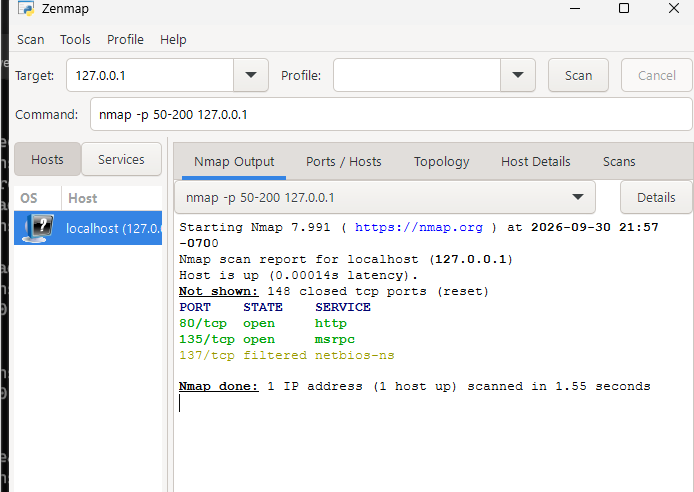 Zenmap
Scan Tools Profile Help
Target: 127.0.0.1 Profile: Scan Cancel
Command: nmap -p 50-200 127.0.0.1
Hosts Services
Nmap Output Ports / Hosts Topology Host Details Scans
OS Host
localhost (127.0.0
nmap -p 50-200 127.0.0.1 Details
Starting Nmap 7.991 ( https://nmap.org ) at 2026-09-30 21:57
-0700
Nmap scan report for localhost (127.0.0.1)
Host is up (0.00014s latency).
Not shown: 148 closed tcp ports (reset)
PORT STATE SERVICE
80/tcp open http
135/tcp open msrpc
137/tcp filtered netbios-ns
Nmap done: 1 IP address (1 host up) scanned in 1.55 seconds